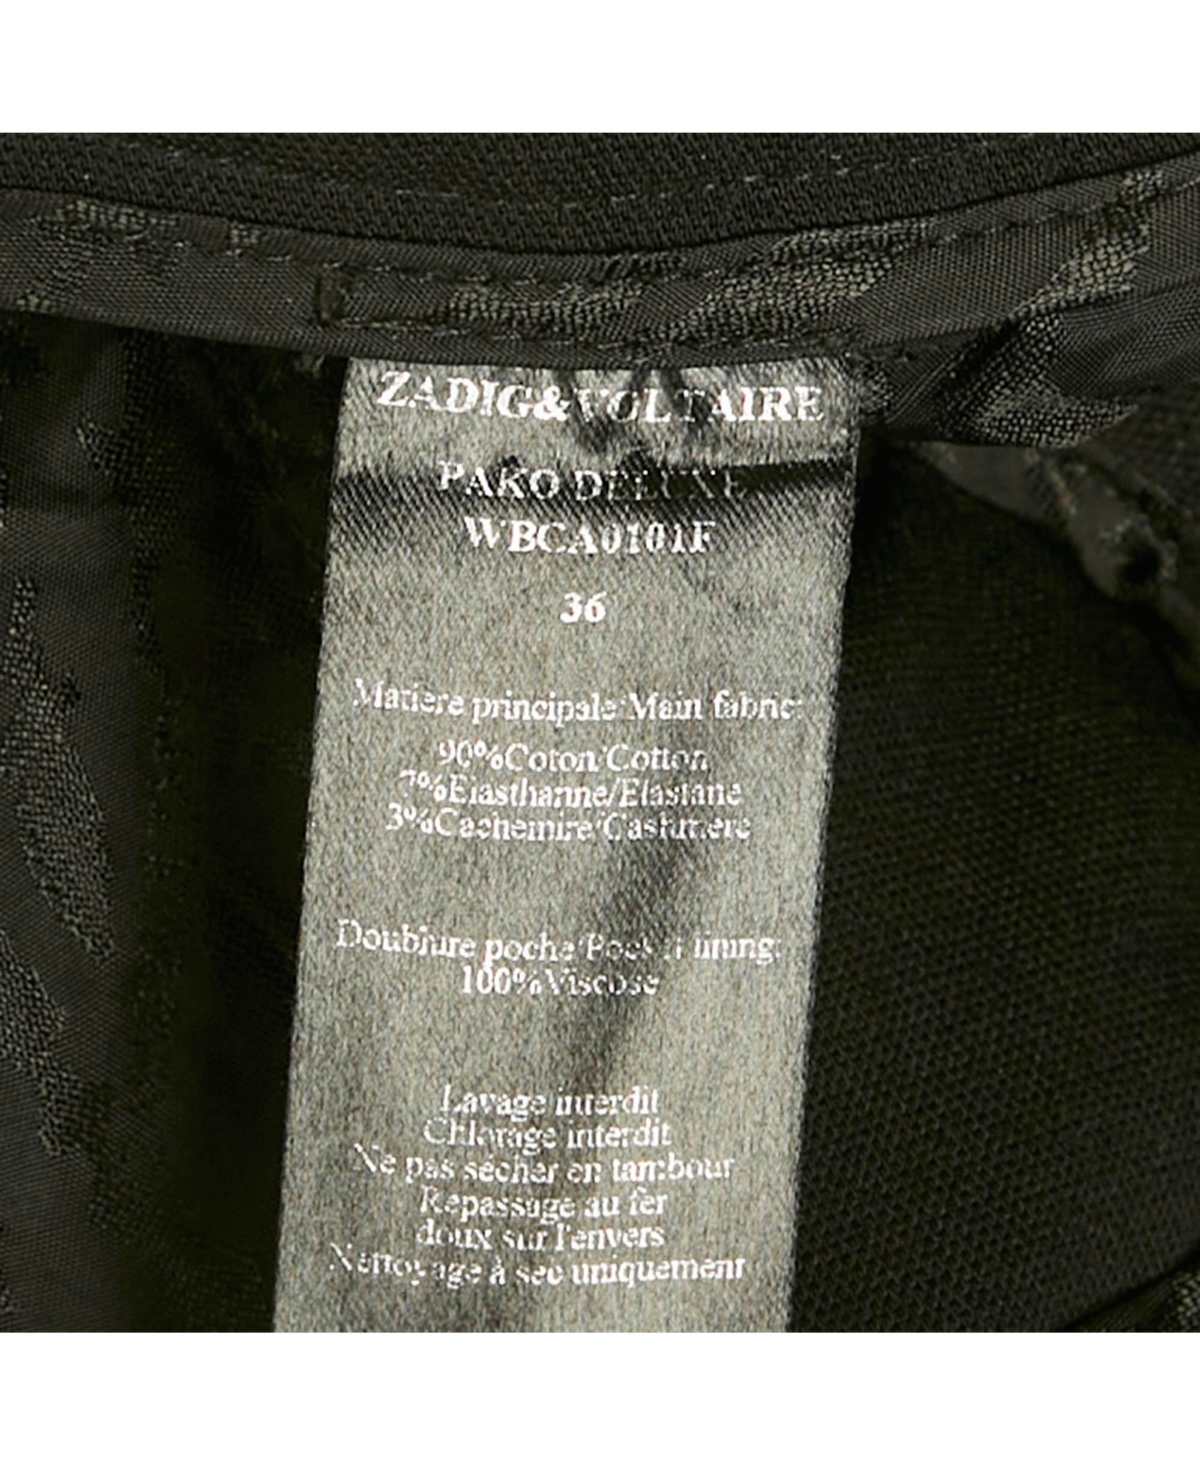 ZADIG&VOLTAIRE
PAKO DELUXE
WBCA0101F
36
Matière principale/Main fabric:
90%Coton/Cotton
7%Elasthanne/Elastane
3%Cachemire/Cashmere
Doublure poche/Pocket lining:
100%Viscose
Lavage interdit
Chlorage interdit
Ne pas sécher en tambour
Repassage au fer
doux sur l'envers
Nettoyage à sec uniquement